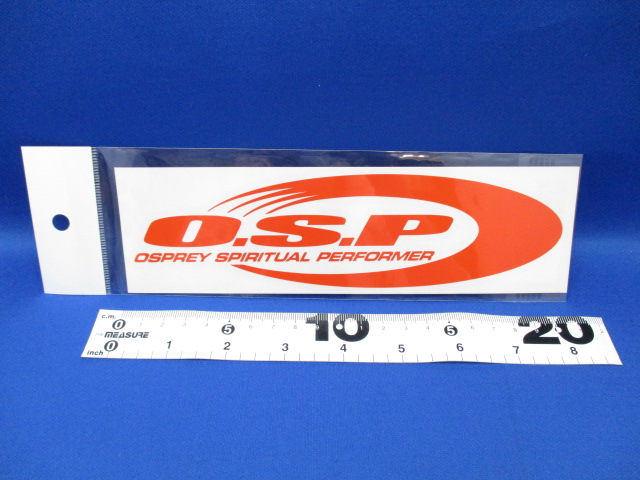 O.S.P
OSPREY SPIRITUAL PERFORMER
c.m. 0 5 10 5 20
MEASURE
inch 0 1 2 3 4 5 6 7 8